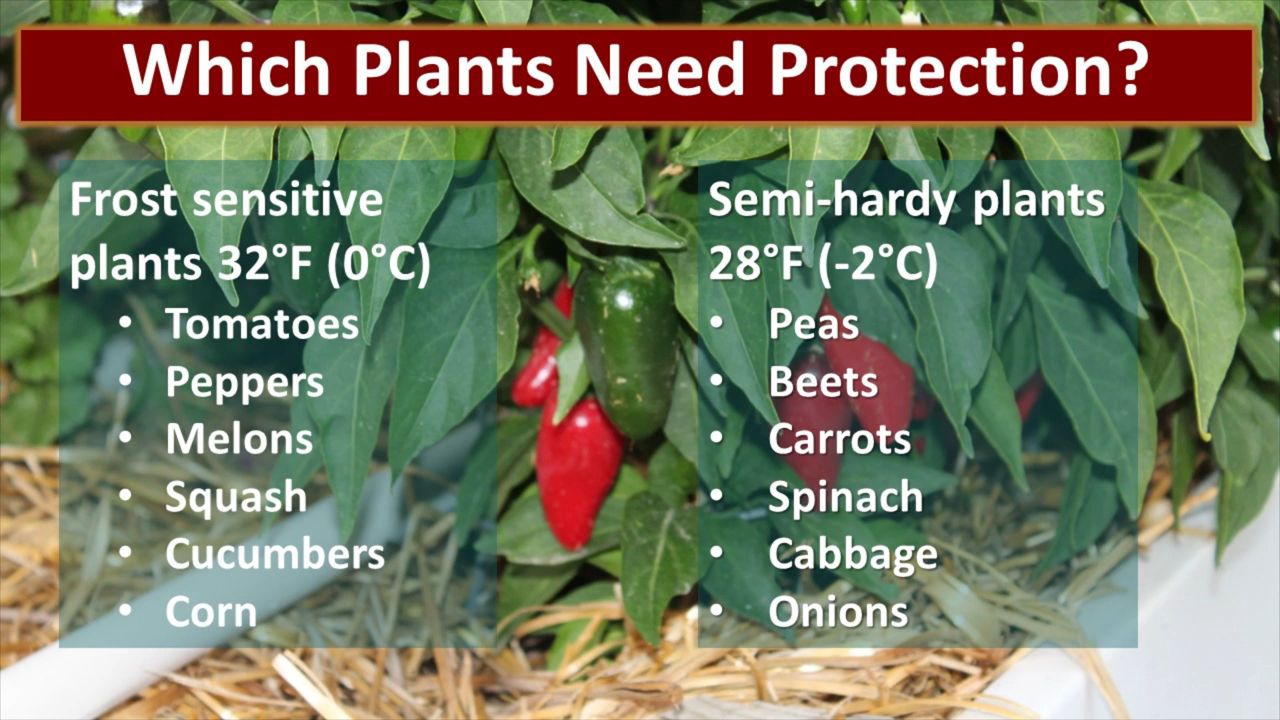 Which Plants Need Protection?
Frost sensitive
plants 32°F (0°C)
• Tomatoes
• Peppers
• Melons
• Squash
• Cucumbers
• Corn
Semi-hardy plants
28°F (-2°C)
• Peas
• Beets
• Carrots
• Spinach
• Cabbage
• Onions